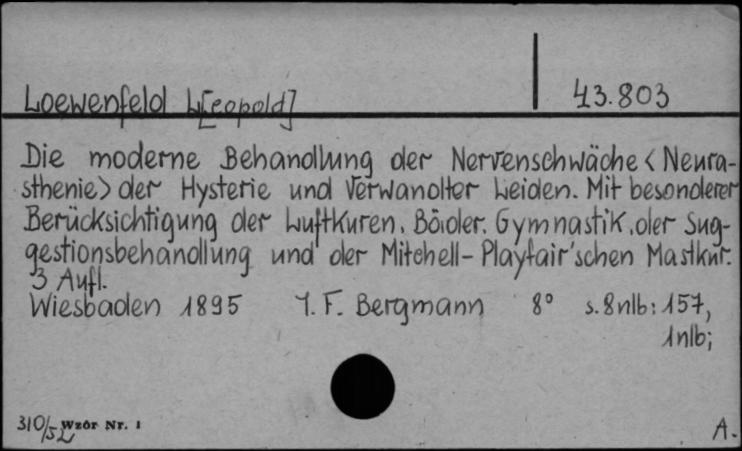 43.803
Loewenfeld L[eopold]
Die moderne Behandlung der Nervenschwäche <Neura-
sthenie> der Hysterie und Verwandter Leiden. Mit besonderer
Berücksichtigung der Luftkuren, Bäder, Gymnastik, der Sug-
gestionsbehandlung und der Mitchell-Playfair'schen Mastkur.
3 Aufl.
Wiesbaden 1895 J. F. Bergmann 8° s. 8nlb: 157,
1nlb;
310/52 Wzór Nr. 1 A.